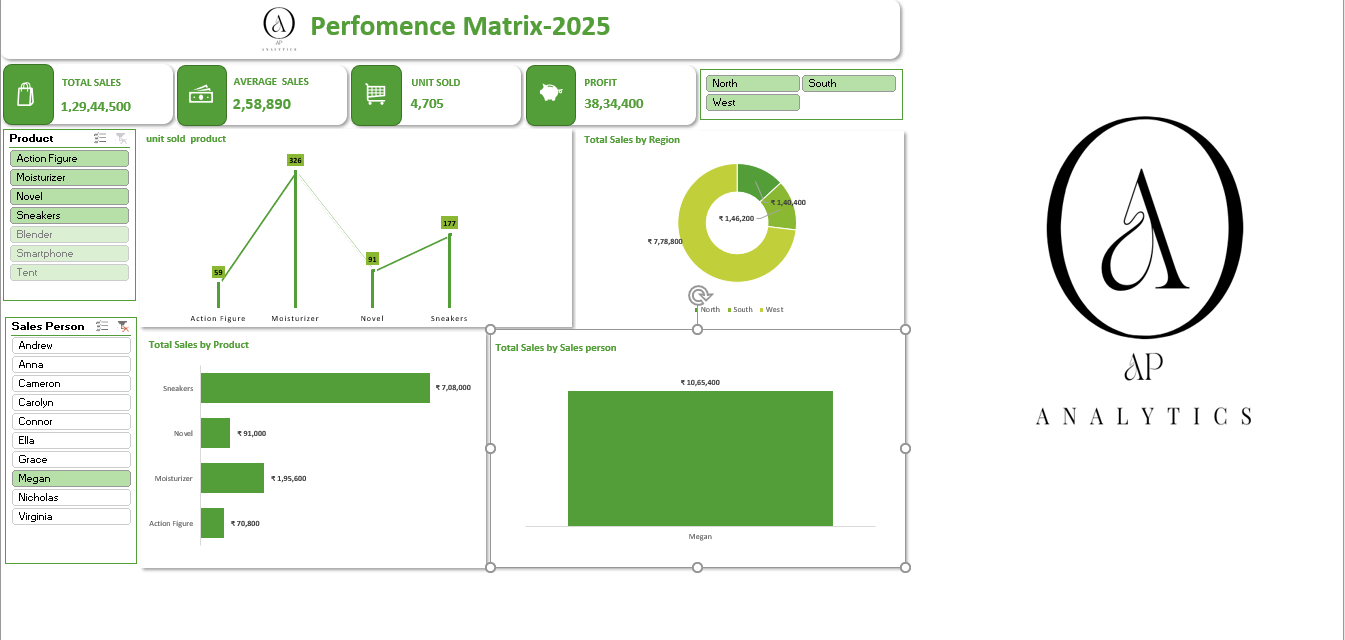 AP
ANALYTICS
Perfomence Matrix-2025
TOTAL SALES
1,29,44,500
AVERAGE SALES
2,58,890
UNIT SOLD
4,705
PROFIT
38,34,400
North
South
West
Product
Action Figure
Moisturizer
Novel
Sneakers
Blender
Smartphone
Tent
unit sold product
59
326
91
177
Action Figure
Moisturizer
Novel
Sneakers
Total Sales by Region
₹ 1,40,400
₹ 1,46,200
₹ 7,78,800
North
South
West
Sales Person
Andrew
Anna
Cameron
Carolyn
Connor
Ella
Grace
Megan
Nicholas
Virginia
Total Sales by Product
Sneakers
₹ 7,08,000
Novel
₹ 91,000
Moisturizer
₹ 1,95,600
Action Figure
₹ 70,800
Total Sales by Sales person
₹ 10,65,400
Megan
A
AP
ANALYTICS